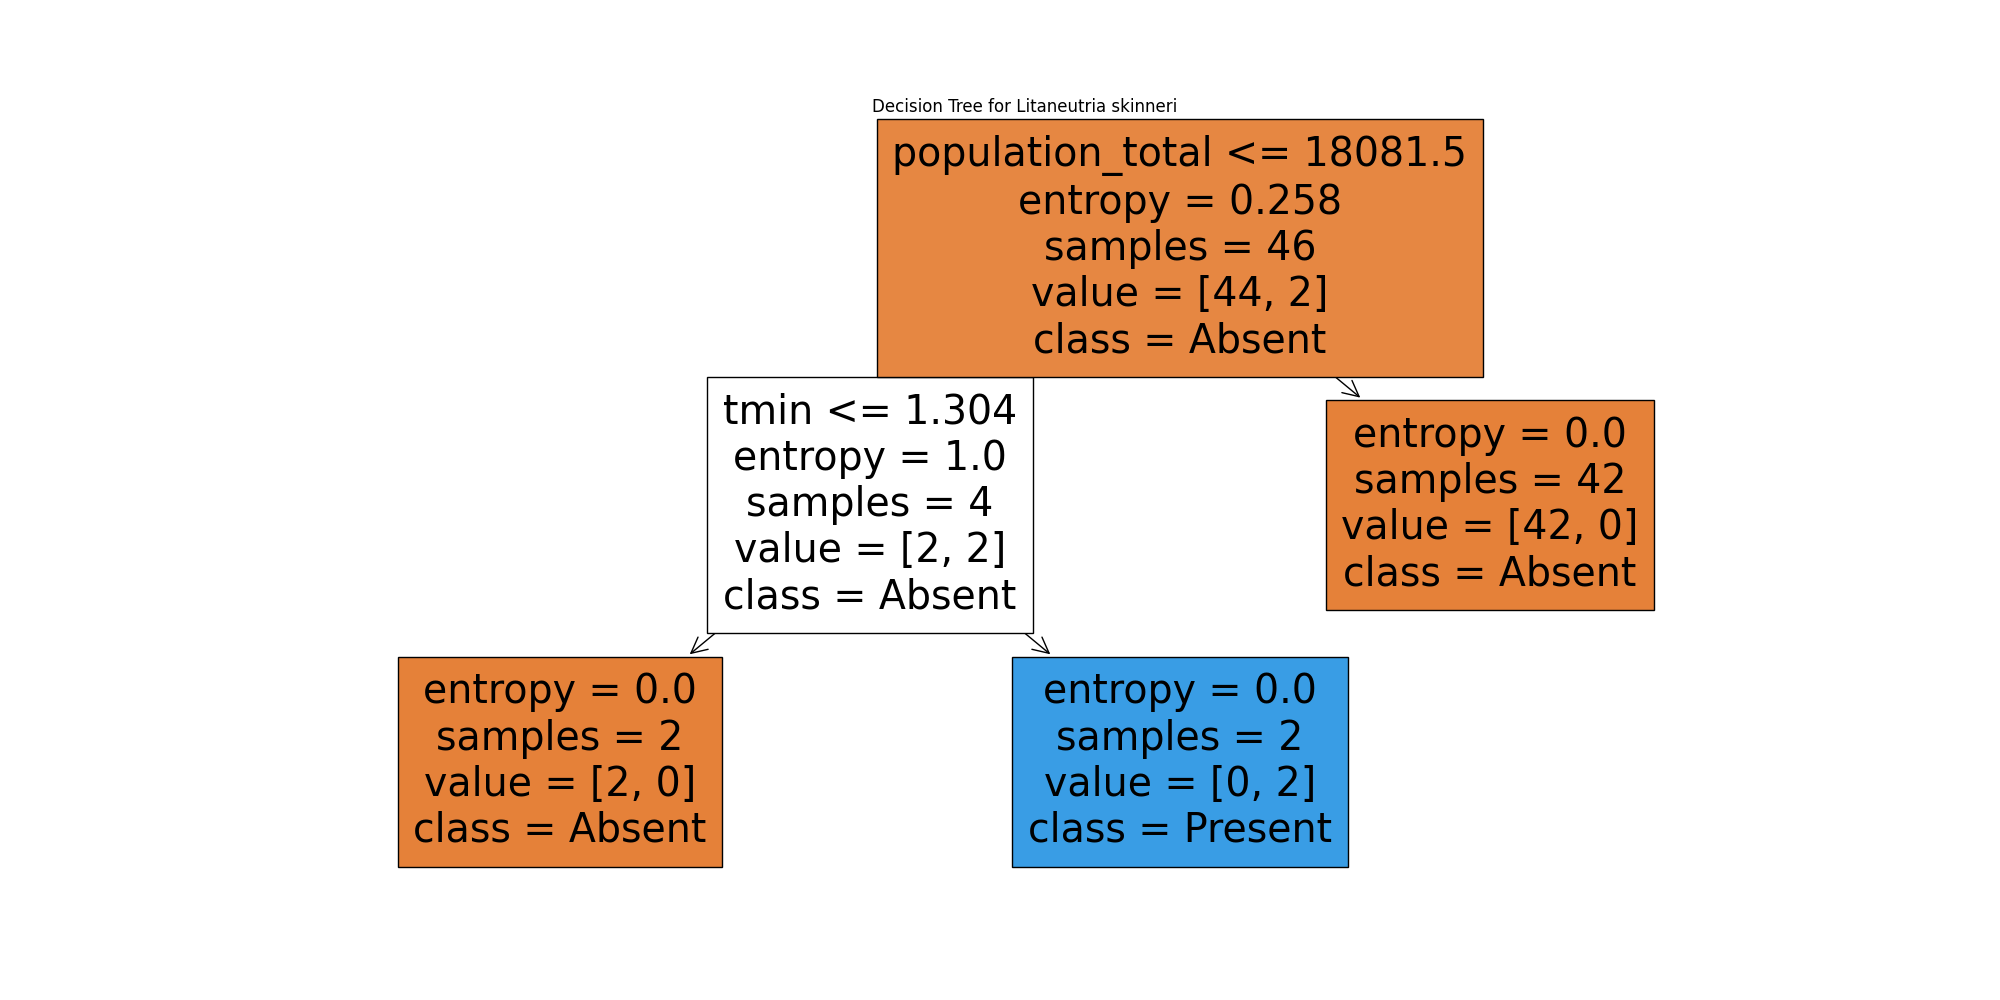 Decision Tree for Litaneutria skinneri
population_total <= 18081.5
entropy = 0.258
samples = 46
value = [44, 2]
class = Absent
tmin <= 1.304
entropy = 1.0
samples = 4
value = [2, 2]
class = Absent
entropy = 0.0
samples = 42
value = [42, 0]
class = Absent
entropy = 0.0
samples = 2
value = [2, 0]
class = Absent
entropy = 0.0
samples = 2
value = [0, 2]
class = Present